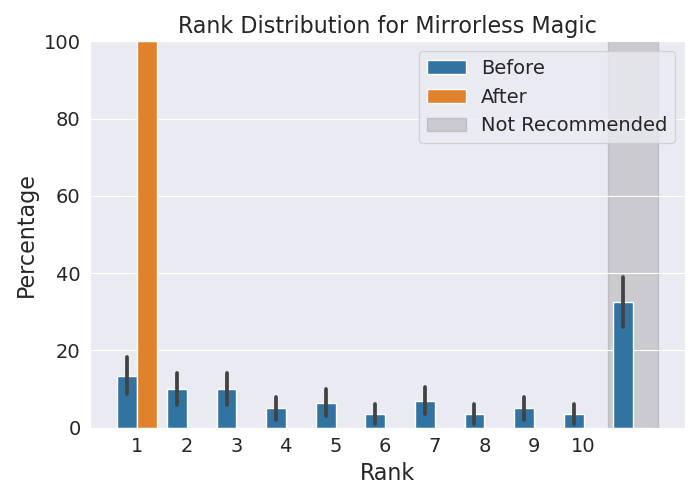 Rank Distribution for Mirrorless Magic
100
80
60
40
20
0
Percentage
Before
After
Not Recommended
1 2 3 4 5 6 7 8 9 10
Rank